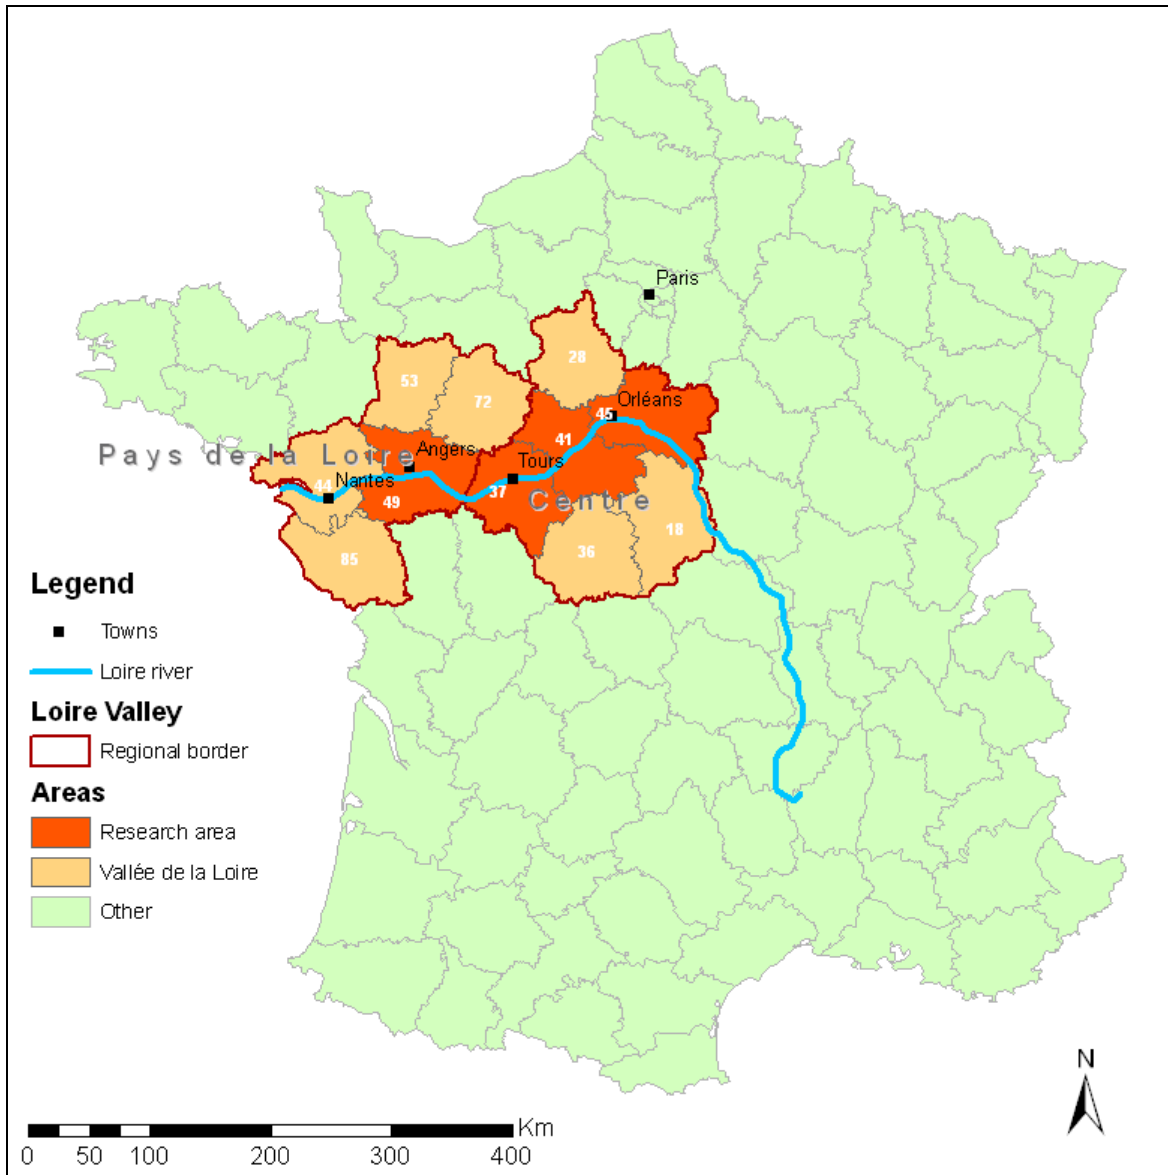 Paris
28
53
72
Orléans
45
41
Pays de la Loire
Angers
Tours
44
Nantes
37
49
Centre
18
36
85
Legend
Towns
Loire river
Loire Valley
Regional border
Areas
Research area
Vallée de la Loire
Other
N
Km
0 50 100 200 300 400